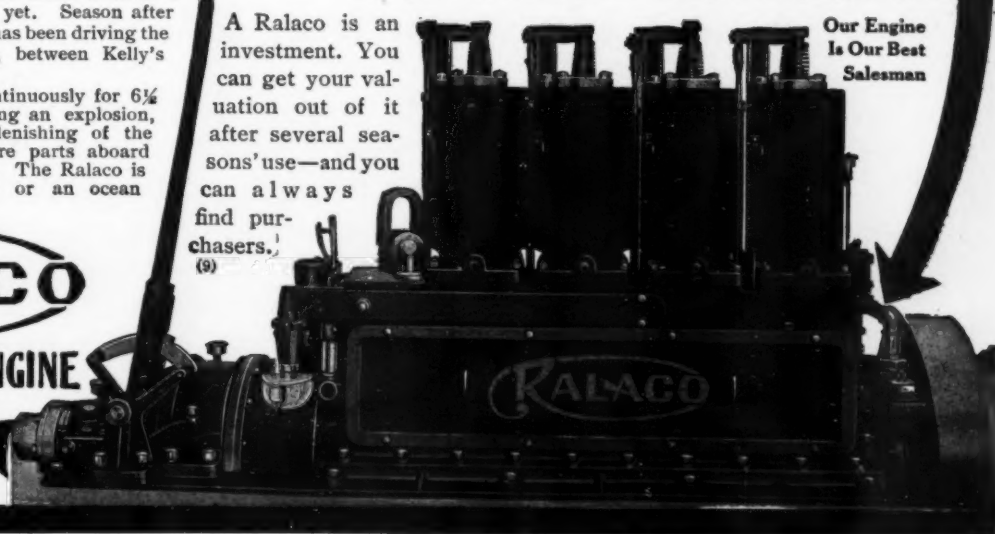 yet. Season after
has been driving the
between Kelly's
tinuously for 6½
ng an explosion,
lenishing of the
re parts aboard
The Ralaco is
or an ocean
CO
NGINE
A Ralaco is an
investment. You
can get your val-
uation out of it
after several sea-
sons' use—and you
can always
find pur-
chasers.
(9)
Our Engine
Is Our Best
Salesman
RALACO